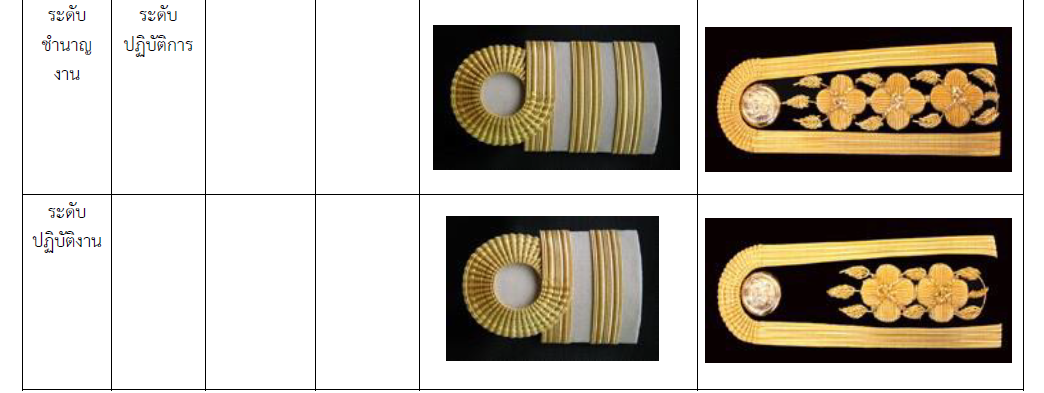 ระดับ
ชำนาญ
งาน
ระดับ
ปฏิบัติการ
ระดับ
ปฏิบัติงาน